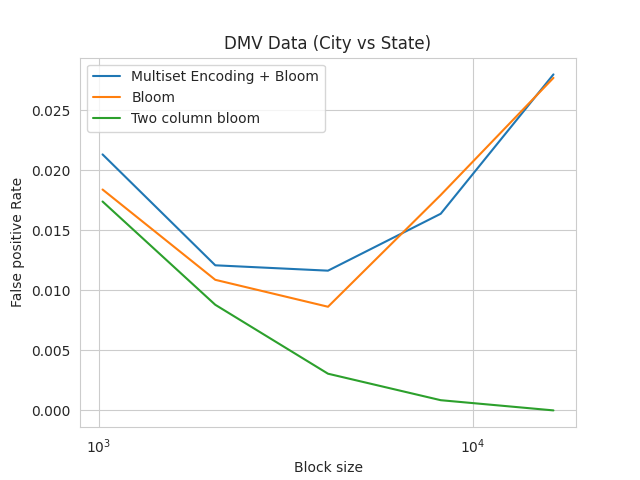 DMV Data (City vs State)
Multiset Encoding + Bloom
Bloom
Two column bloom
False positive Rate
0.025
0.020
0.015
0.010
0.005
0.000
10³
10⁴
Block size